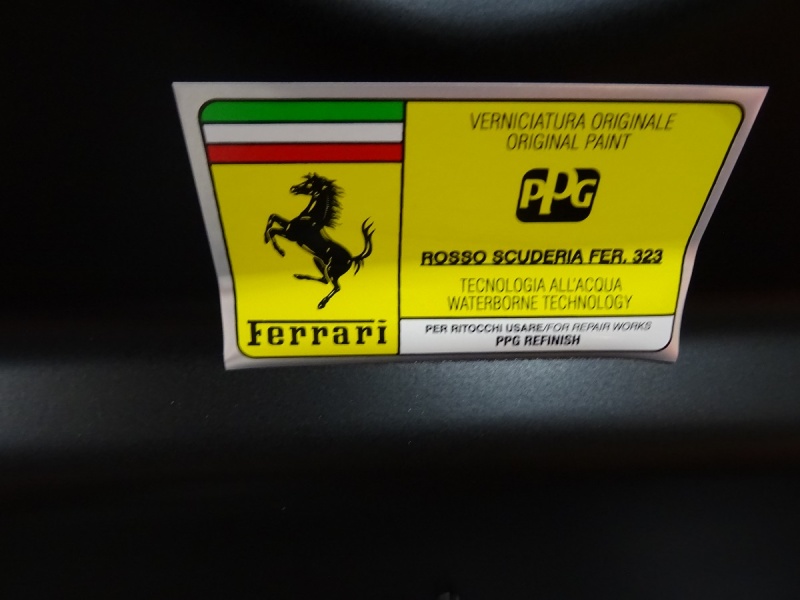 VERNICIATURA ORIGINALE
ORIGINAL PAINT
PPG
ROSSO SCUDERIA FER. 323
TECNOLOGIA ALL'ACQUA
WATERBORNE TECHNOLOGY
Ferrari
PER RITOCCHI USARE/FOR REPAIR WORKS
PPG REFINISH